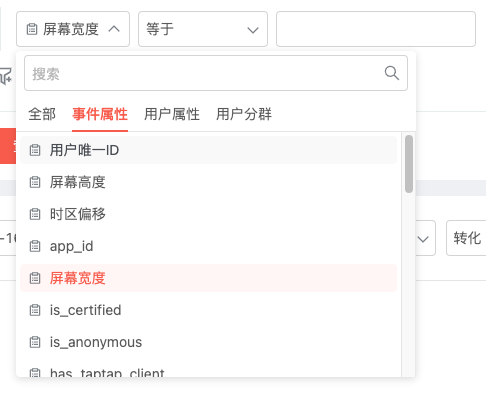 屏幕宽度 等于
搜索
全部 事件属性 用户属性 用户分群
用户唯一ID
屏幕高度
时区偏移
app_id
转化
屏幕宽度
is_certified
is_anonymous
has_taptap_client